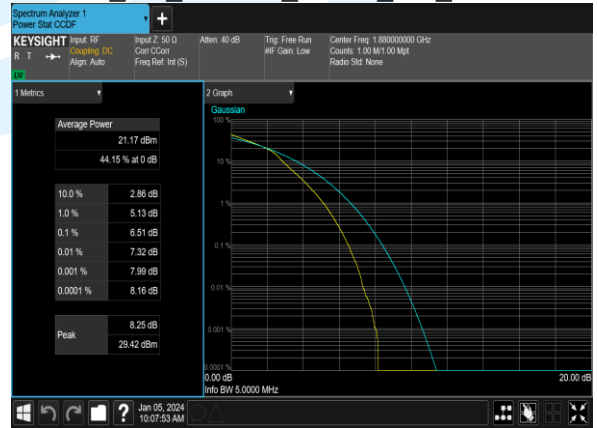 Spectrum Analyzer 1
Power Stat CCDF
+
KEYSIGHT
R T
LXI
Input: RF
Coupling: DC
Align: Auto
Input Z: 50 Ω
Corr CCorr
Freq Ref: Int (S)
Atten: 40 dB
Trig: Free Run
#IF Gain: Low
Center Freq: 1.880000000 GHz
Counts: 1.00 M/1.00 Mpt
Radio Std: None
1 Metrics
Average Power
21.17 dBm
44.15 % at 0 dB
10.0 % 2.86 dB
1.0 % 5.13 dB
0.1 % 6.51 dB
0.01 % 7.32 dB
0.001 % 7.99 dB
0.0001 % 8.16 dB
Peak
8.25 dB
29.42 dBm
2 Graph
Gaussian
100 %
10 %
1 %
0.1 %
0.01 %
0.001 %
0.0001 %
0.00 dB
20.00 dB
Info BW 5.0000 MHz
?
Jan 05, 2024
10:07:53 AM